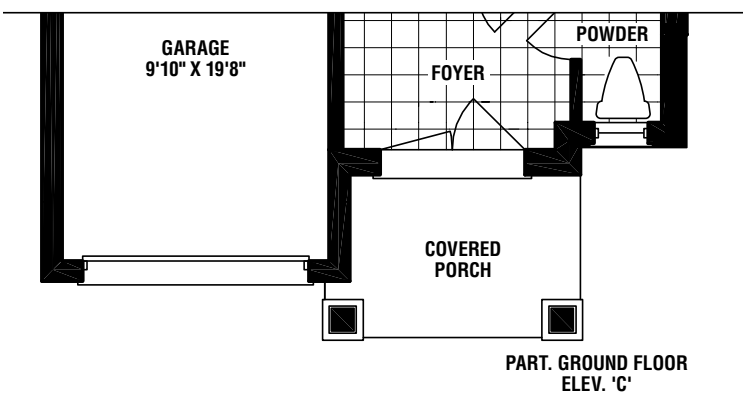 GARAGE
9'10" X 19'8"
FOYER
POWDER
COVERED
PORCH
PART. GROUND FLOOR
ELEV. 'C'